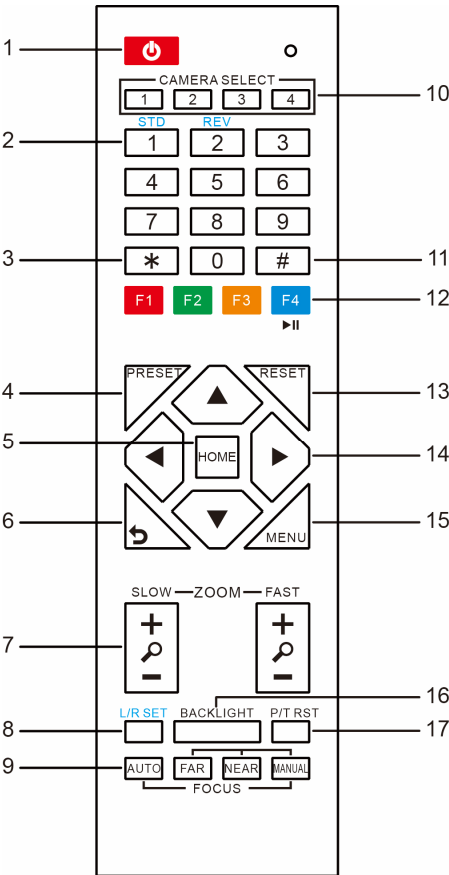 1
CAMERA SELECT
1 2 3 4
10
STD REV
2
1 2 3
4 5 6
7 8 9
3
* 0 #
11
F1 F2 F3 F4
12
4
PRESET RESET
13
5
HOME
14
6
MENU
15
SLOW ZOOM FAST
7
+ +
- -
16
L/R SET BACKLIGHT P/T RST
8
17
9
AUTO FAR NEAR MANUAL
FOCUS